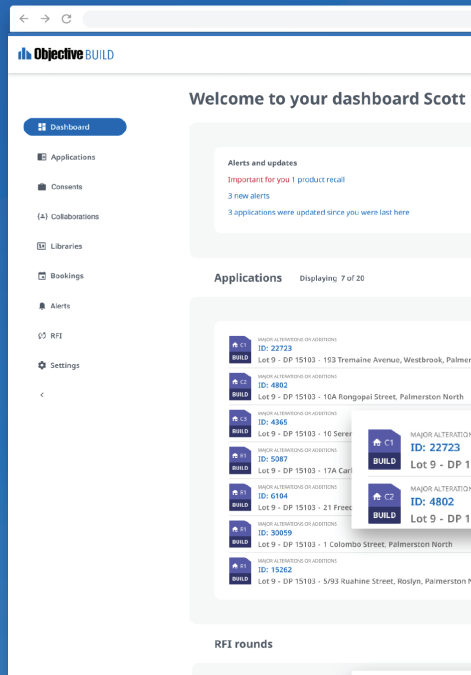 Objective BUILD
Welcome to your dashboard Scott
Dashboard
Applications
Consents
Collaborations
Libraries
Bookings
Alerts
RFI
Settings
Alerts and updates
Important for you 1 product recall
3 new alerts
3 applications were updated since you were last here
Applications Displaying 7 of 20
C1
BUILD
MAJOR ALTERATIONS OR ADDITIONS
ID: 22723
Lot 9 - DP 15103 - 193 Tremaine Avenue, Westbrook, Palmer
C2
BUILD
MAJOR ALTERATIONS OR ADDITIONS
ID: 4802
Lot 9 - DP 15103 - 10A Rongopai Street, Palmerston North
C3
BUILD
MAJOR ALTERATIONS OR ADDITIONS
ID: 4365
Lot 9 - DP 15103 - 10 Serer
R1
BUILD
MAJOR ALTERATIONS OR ADDITIONS
ID: 5087
Lot 9 - DP 15103 - 17A Carl
R1
BUILD
MAJOR ALTERATIONS OR ADDITIONS
ID: 6104
Lot 9 - DP 15103 - 21 Freec
R1
BUILD
MAJOR ALTERATIONS OR ADDITIONS
ID: 30059
Lot 9 - DP 15103 - 1 Colombo Street, Palmerston North
R1
BUILD
MAJOR ALTERATIONS OR ADDITIONS
ID: 15262
Lot 9 - DP 15103 - 5/93 Ruahine Street, Roslyn, Palmerston N
C1
BUILD
MAJOR ALTERATION
ID: 22723
Lot 9 - DP 1
C2
BUILD
MAJOR ALTERATION
ID: 4802
Lot 9 - DP 1
RFI rounds